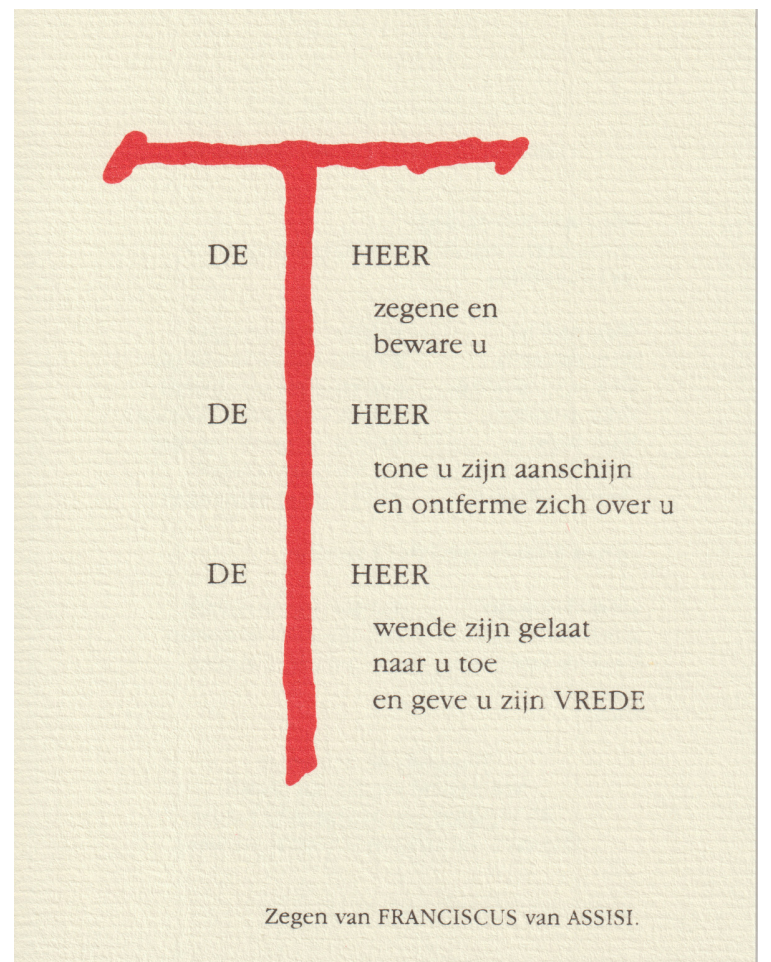 DE HEER
zegene en
beware u
DE HEER
tone u zijn aanschijn
en ontferme zich over u
DE HEER
wende zijn gelaat
naar u toe
en geve u zijn VREDE
Zegen van FRANCISCUS van ASSISI.